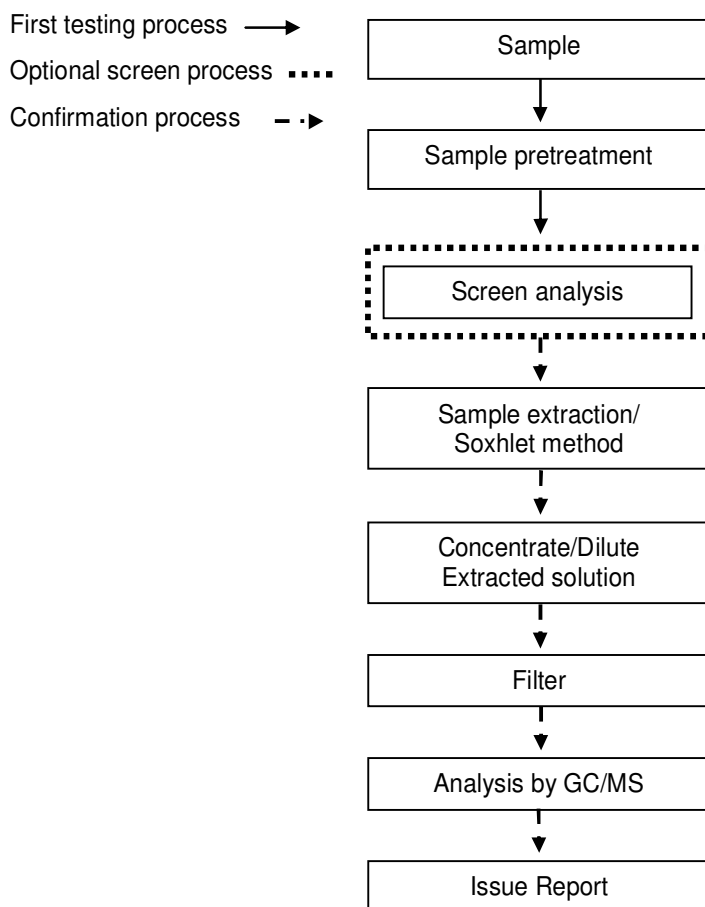 First testing process
Optional screen process
Confirmation process
Sample
Sample pretreatment
Screen analysis
Sample extraction/
Soxhlet method
Concentrate/Dilute
Extracted solution
Filter
Analysis by GC/MS
Issue Report